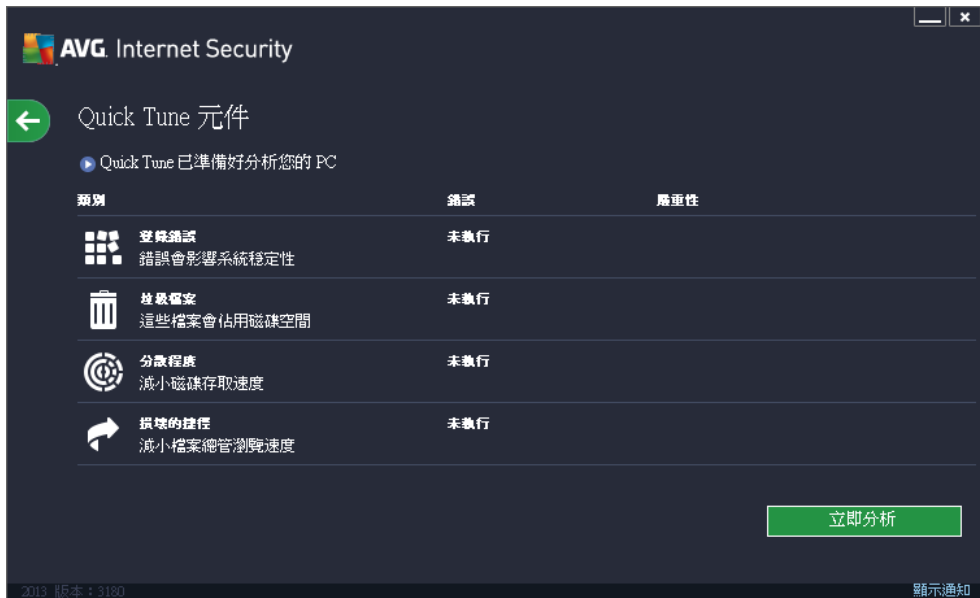 AVG. Internet Security
Quick Tune 元件
Quick Tune 已準備好分析您的 PC
類別 錯誤 嚴重性
登錄錯誤 未執行
錯誤會影響系統穩定性
垃圾檔案 未執行
這些檔案會佔用磁碟空間
分散程度 未執行
減小磁碟存取速度
損壞的捷徑 未執行
減小檔案總管瀏覽速度
立即分析
2013 版本：3180
顯示通知